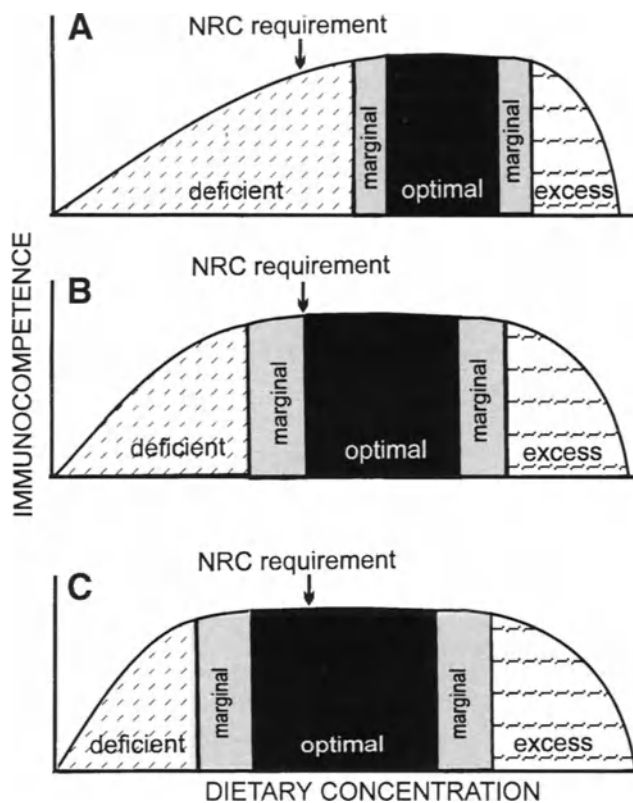 A
NRC requirement
deficient
marginal
optimal
marginal
excess
IMMUNOCOMPETENCE
B
NRC requirement
deficient
marginal
optimal
marginal
excess
C
NRC requirement
deficient
marginal
optimal
marginal
excess
DIETARY CONCENTRATION